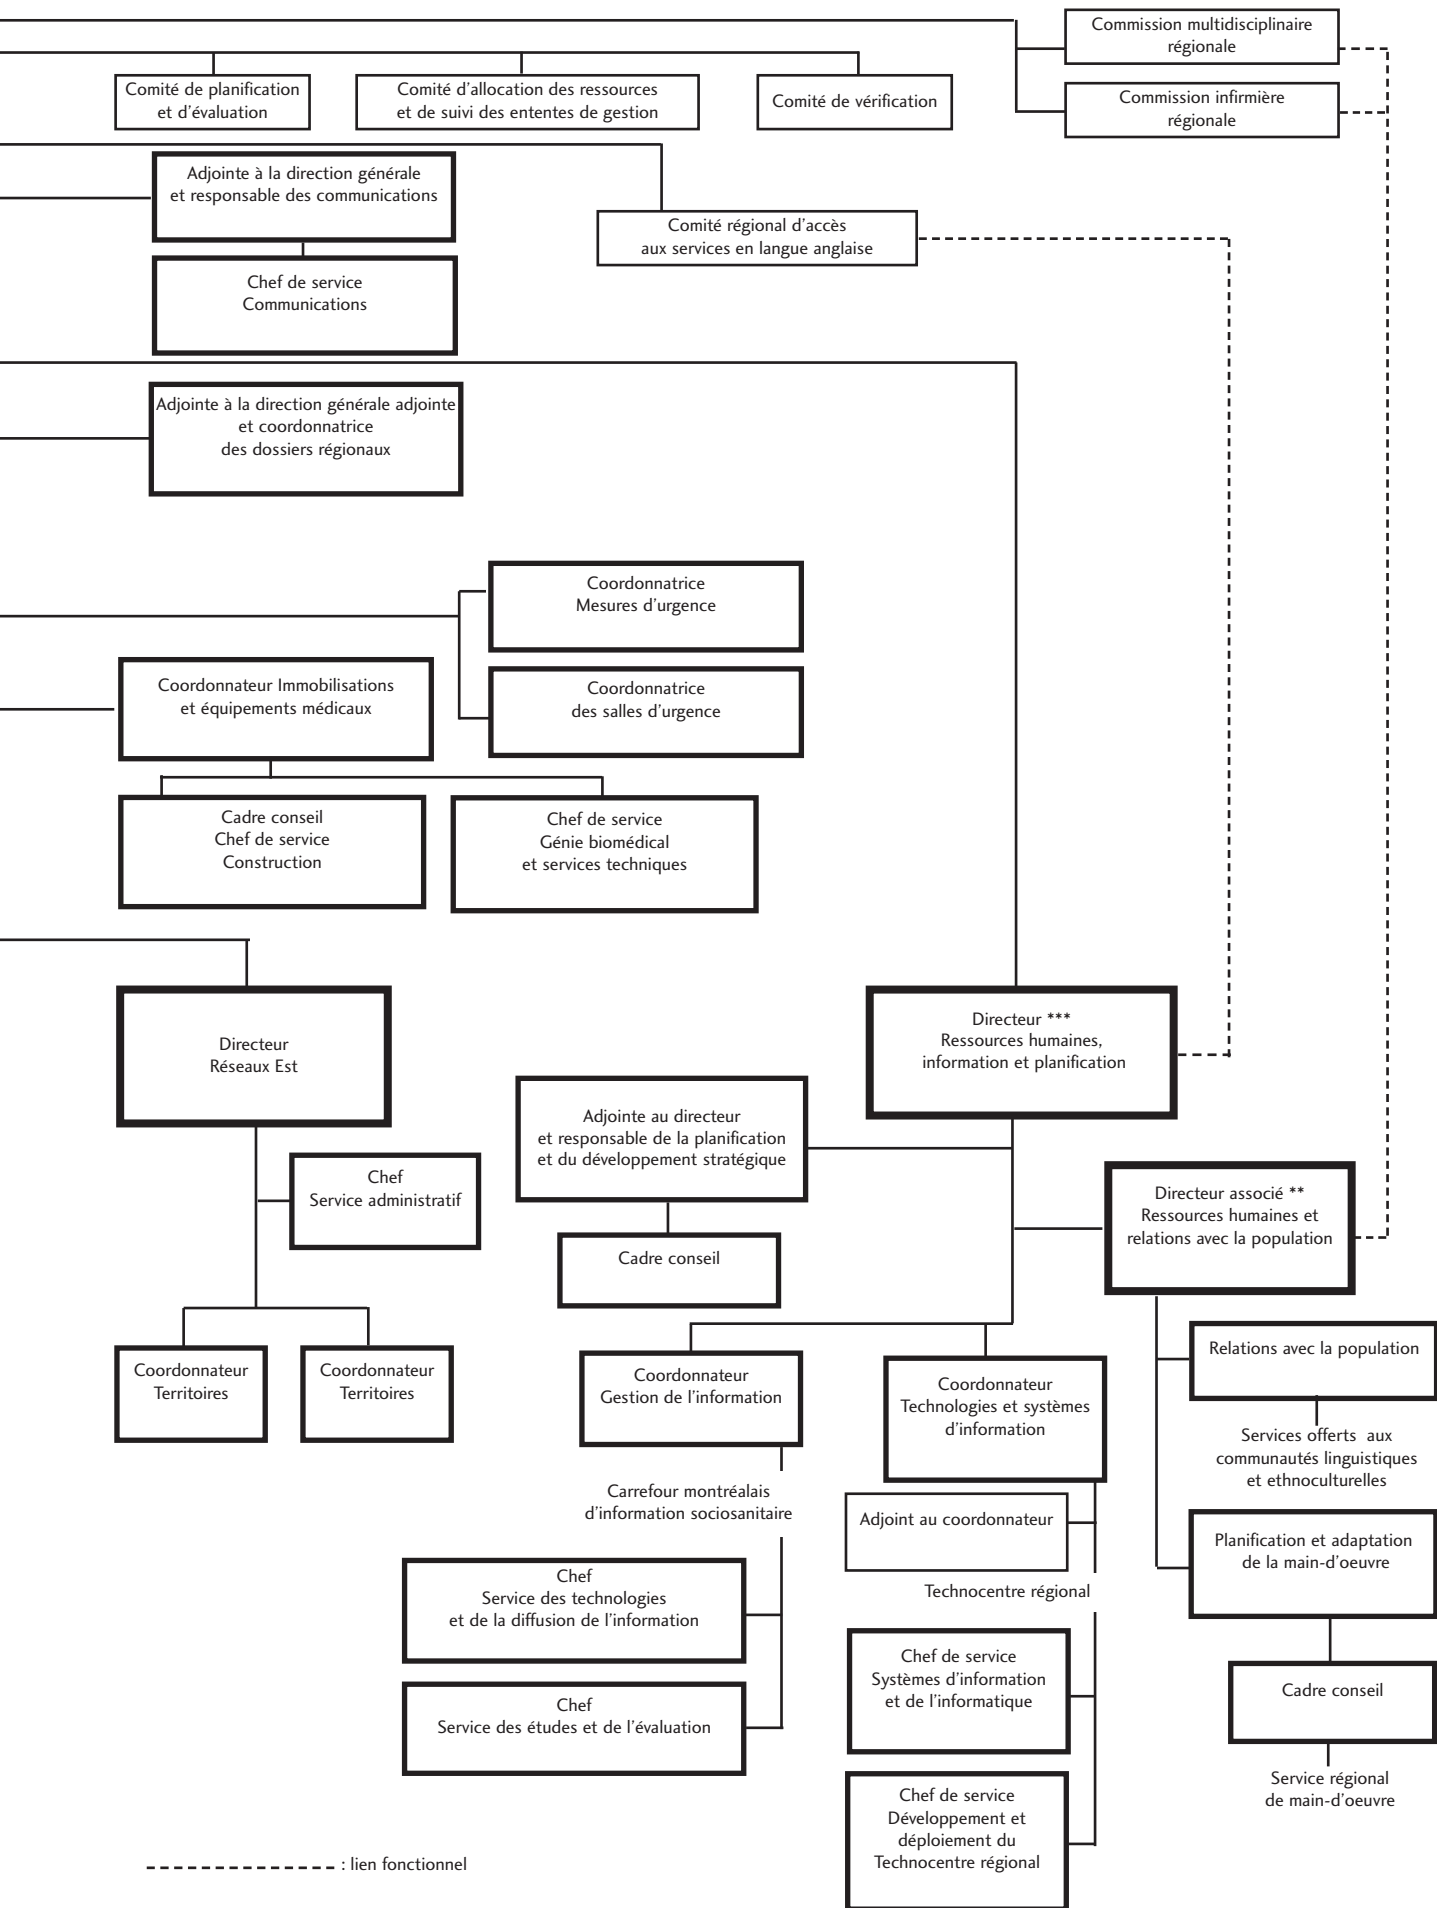 Commission multidisciplinaire
régionale
Comité de planification
et d'évaluation
Comité d'allocation des ressources
et de suivi des ententes de gestion
Comité de vérification
Commission infirmière
régionale
Adjointe à la direction générale
et responsable des communications
Comité régional d'accès
aux services en langue anglaise
Chef de service
Communications
Adjointe à la direction générale adjointe
et coordonnatrice
des dossiers régionaux
Coordonnatrice
Mesures d'urgence
Coordonnateur Immobilisations
et équipements médicaux
Coordonnatrice
des salles d'urgence
Cadre conseil
Chef de service
Construction
Chef de service
Génie biomédical
et services techniques
Directeur
Réseaux Est
Directeur ***
Ressources humaines,
information et planification
Adjointe au directeur
et responsable de la planification
et du développement stratégique
Chef
Service administratif
Directeur associé **
Ressources humaines et
relations avec la population
Cadre conseil
Coordonnateur
Territoires
Coordonnateur
Territoires
Coordonnateur
Gestion de l'information
Coordonnateur
Technologies et systèmes
d'information
Relations avec la population
Services offerts aux
communautés linguistiques
et ethnoculturelles
Carrefour montréalais
d'information sociosanitaire
Adjoint au coordonnateur
Planification et adaptation
de la main-d'oeuvre
Chef
Service des technologies
et de la diffusion de l'information
Technocentre régional
Chef de service
Systèmes d'information
et de l'informatique
Cadre conseil
Chef
Service des études et de l'évaluation
Service régional
de main-d'oeuvre
Chef de service
Développement et
déploiement du
Technocentre régional
: lien fonctionnel